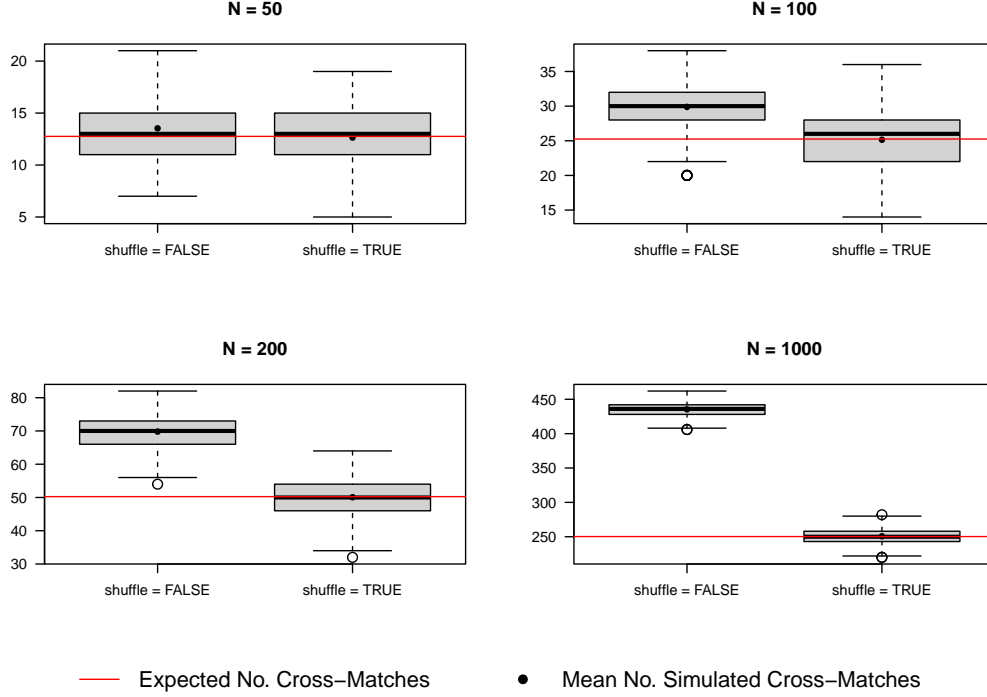 N = 50
20
15
10
5
shuffle = FALSE
shuffle = TRUE
N = 100
35
30
25
20
15
shuffle = FALSE
shuffle = TRUE
N = 200
80
70
60
50
40
30
shuffle = FALSE
shuffle = TRUE
N = 1000
450
400
350
300
250
shuffle = FALSE
shuffle = TRUE
Expected No. Cross−Matches
Mean No. Simulated Cross−Matches